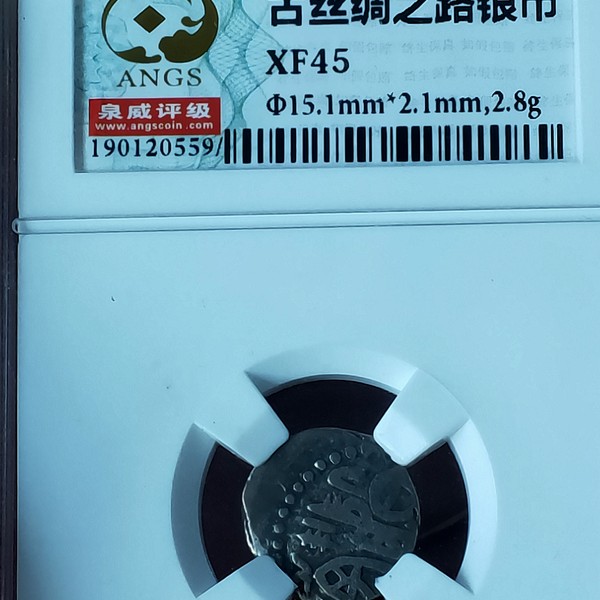 古丝绸之路银币
ANGS
XF45
泉威评级
www.angscoin.com
Φ15.1mm*2.1mm,2.8g
190120559/